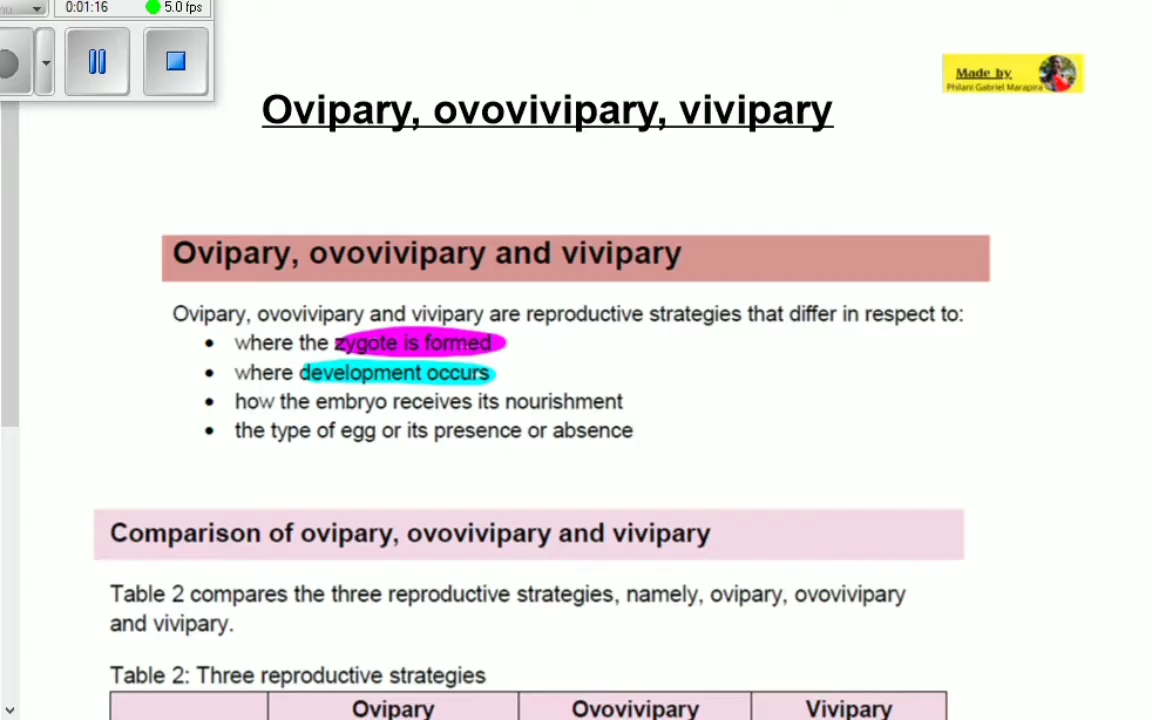 nu
0:01:16
5.0 fps
Made by
Philani Gabriel Marapira
Ovipary, ovovivipary, vivipary
Ovipary, ovovivipary and vivipary
Ovipary, ovovivipary and vivipary are reproductive strategies that differ in respect to:
• where the zygote is formed
• where development occurs
• how the embryo receives its nourishment
• the type of egg or its presence or absence
Comparison of ovipary, ovovivipary and vivipary
Table 2 compares the three reproductive strategies, namely, ovipary, ovovivipary
and vivipary.
Table 2: Three reproductive strategies
Ovipary Ovovivipary Vivipary